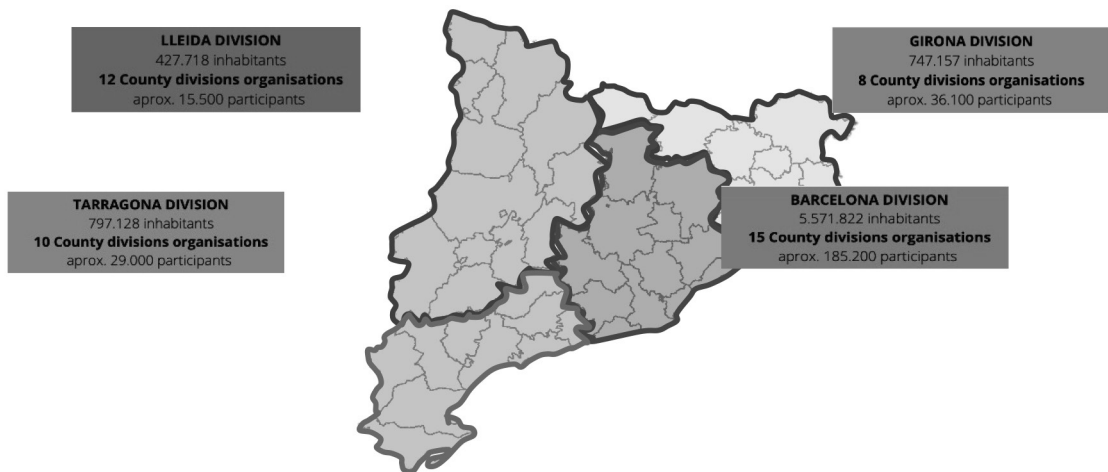 LLEIDA DIVISION
427.718 inhabitants
12 County divisions organisations
aprox. 15.500 participants
GIRONA DIVISION
747.157 inhabitants
8 County divisions organisations
aprox. 36.100 participants
TARRAGONA DIVISION
797.128 inhabitants
10 County divisions organisations
aprox. 29.000 participants
BARCELONA DIVISION
5.571.822 inhabitants
15 County divisions organisations
aprox. 185.200 participants